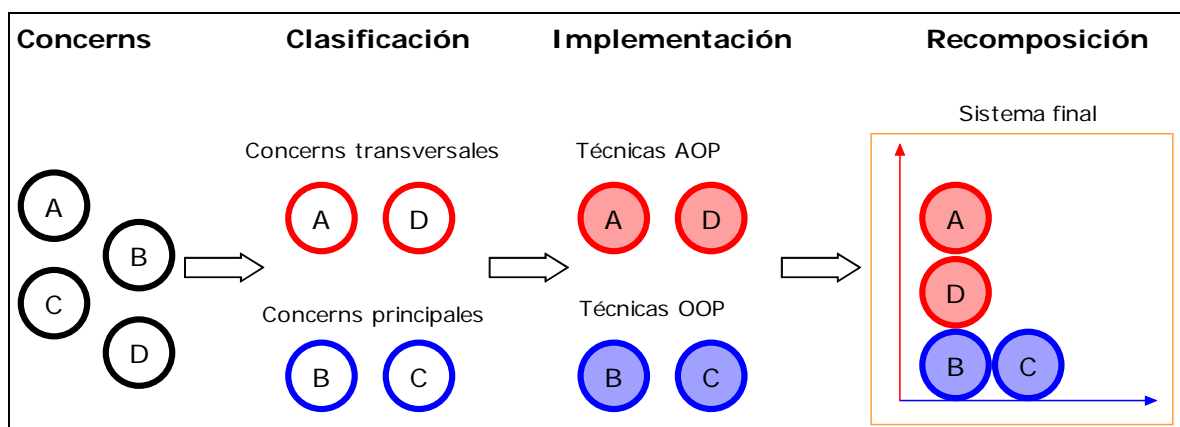 Concerns Clasificación Implementación Recomposición
Sistema final
Concerns transversales Técnicas AOP
A
B
C
D
A D
A D
A
D
Concerns principales Técnicas OOP
B C
B C
B C